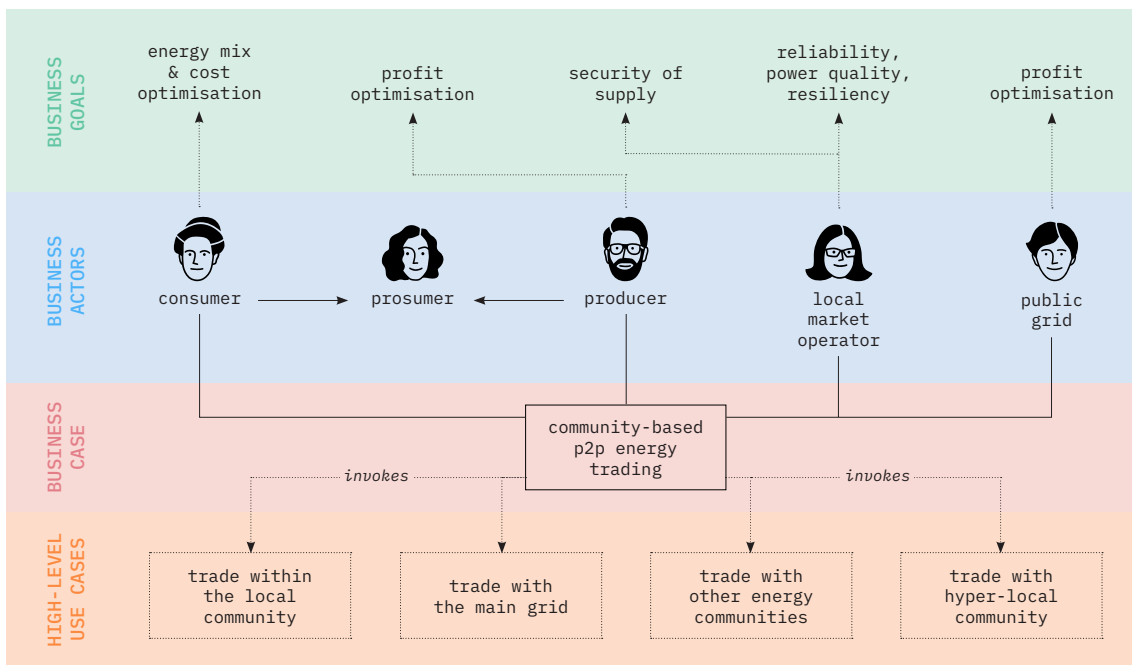 BUSINESS
GOALS
energy mix
& cost
optimisation
profit
optimisation
security of
supply
reliability,
power quality,
resiliency
profit
optimisation
BUSINESS
ACTORS
consumer
prosumer
producer
local
market
operator
public
grid
BUSINESS
CASE
community-based
p2p energy
trading
invokes
invokes
HIGH-LEVEL
USE CASES
trade within
the local
community
trade with
the main grid
trade with
other energy
communities
trade with
hyper-local
community